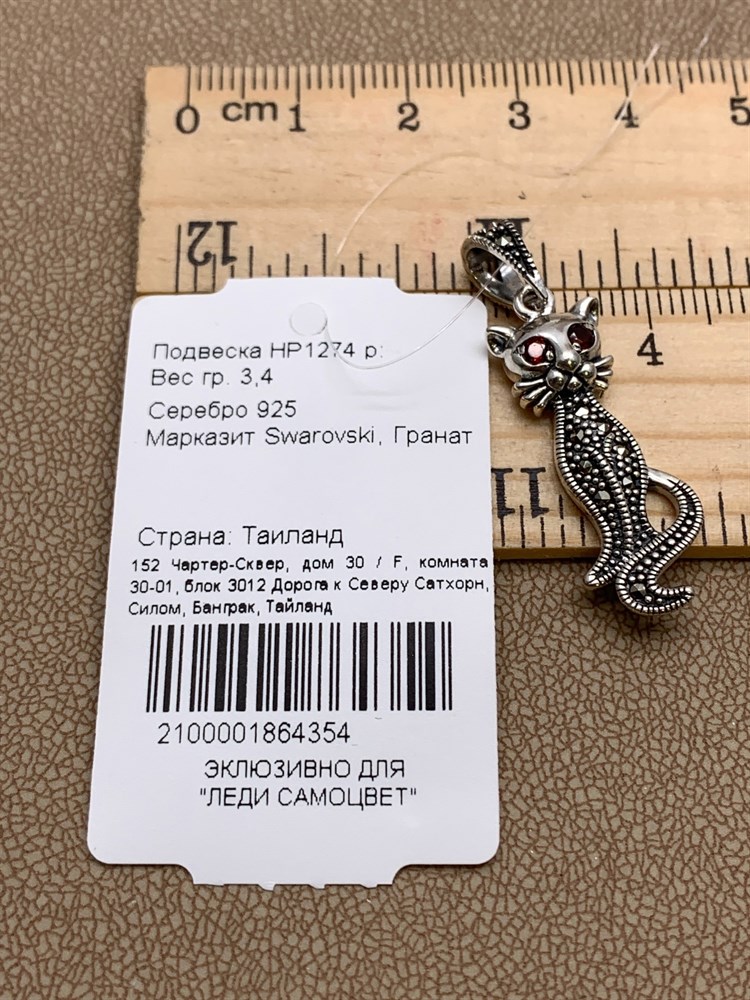 0 cm 1 2 3 4 5
12 11
4
11
Подвеска HP1274 р:
Вес гр. 3,4
Серебро 925
Марказит Swarovski, Гранат
Страна: Таиланд
152 Чартер-Сквер, дом 30 / F, комната
30-01, блок 3012 Дорога к Северу Сатхорн,
Силом, Банграк, Тайланд
2100001864354
ЭКЛЮЗИВНО ДЛЯ
"ЛЕДИ САМОЦВЕТ"